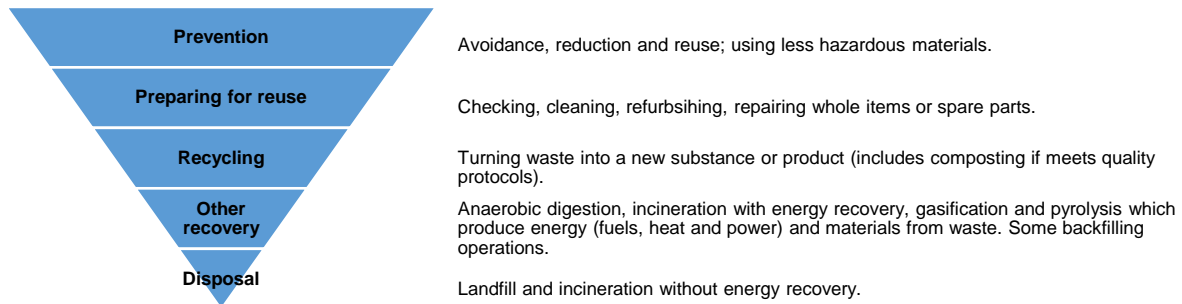 Prevention
Avoidance, reduction and reuse; using less hazardous materials.
Preparing for reuse
Checking, cleaning, refurbsihing, repairing whole items or spare parts.
Recycling
Turning waste into a new substance or product (includes composting if meets quality
protocols).
Other
recovery
Anaerobic digestion, incineration with energy recovery, gasification and pyrolysis which
produce energy (fuels, heat and power) and materials from waste. Some backfilling
operations.
Disposal
Landfill and incineration without energy recovery.